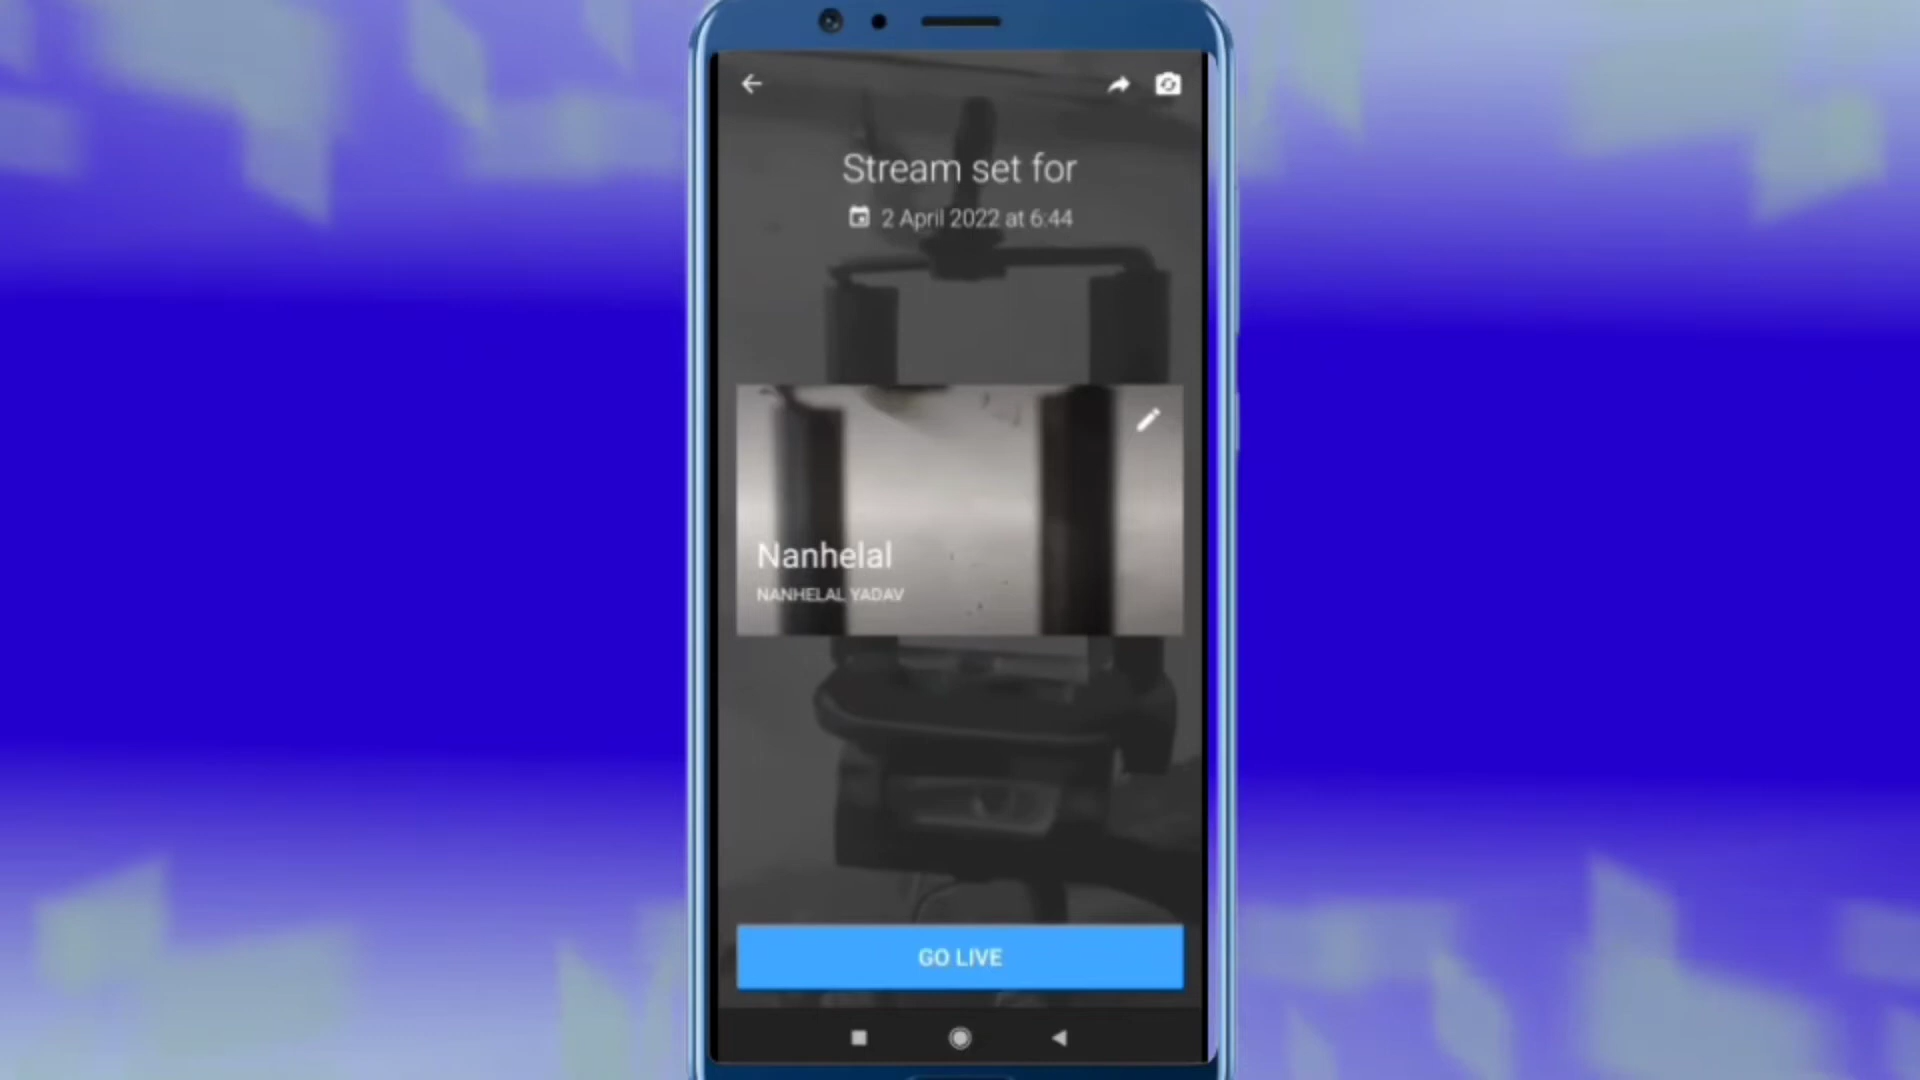 Stream set for
2 April 2022 at 6:44
Nanhelal
NANHELAL YADAV
GO LIVE